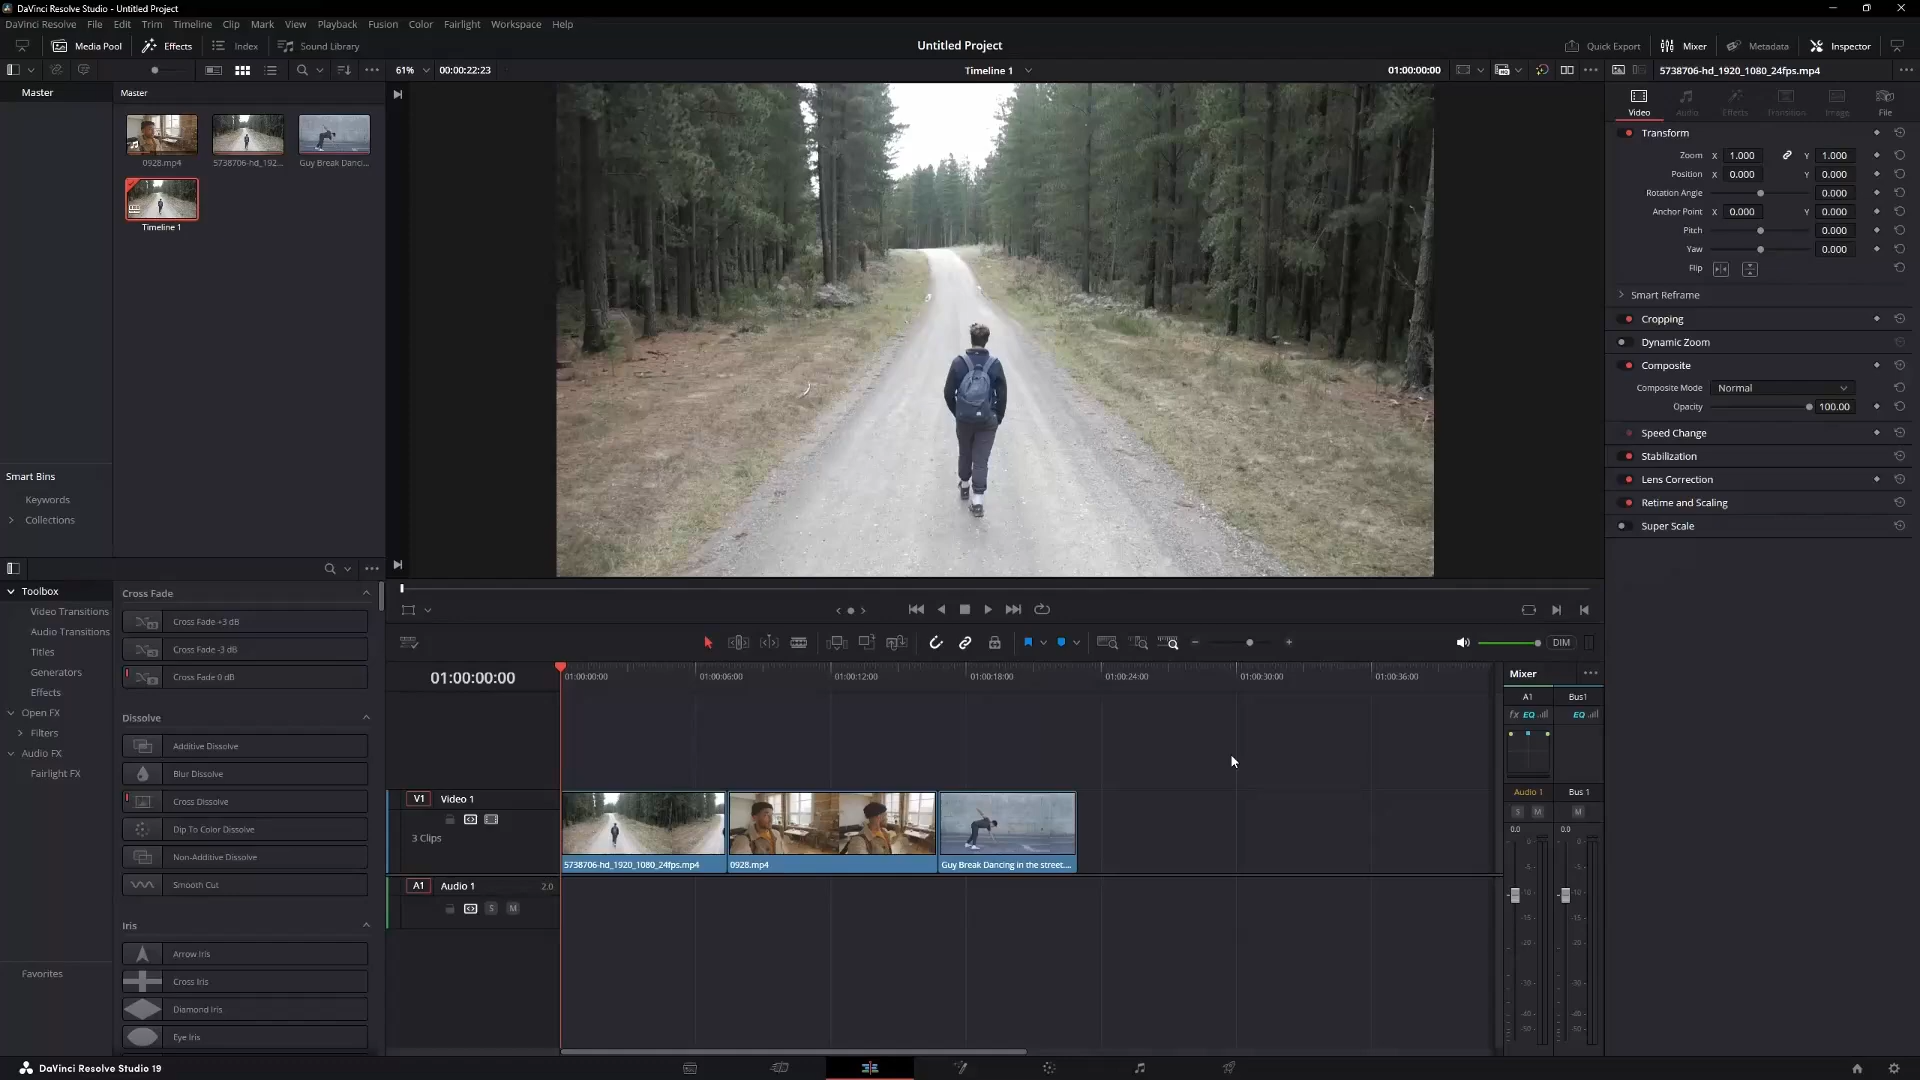 DaVinci Resolve Studio - Untitled Project
DaVinci Resolve File Edit Trim Timeline Clip Mark View Playback Fusion Color Fairlight Workspace Help
Media Pool Effects Index Sound Library Untitled Project Quick Export Mixer Metadata Inspector
61% 00:00:22:23 Timeline 1 01:00:00:00 5738706-hd_1920_1080_24fps.mp4
Master Master
0928.mp4 5738706-hd_192... Guy Break Danci...
Timeline 1
Smart Bins
Keywords
Collections
Video Audio Effects Transition Image File
Transform
Zoom X 1.000 Y 1.000
Position X 0.000 Y 0.000
Rotation Angle 0.000
Anchor Point X 0.000 Y 0.000
Pitch 0.000
Yaw 0.000
Flip
Smart Reframe
Cropping
Dynamic Zoom
Composite
Composite Mode Normal
Opacity 100.00
Speed Change
Stabilization
Lens Correction
Retime and Scaling
Super Scale
Toolbox
Video Transitions
Audio Transitions
Titles
Generators
Effects
Open FX
Filters
Audio FX
Fairlight FX
Favorites
Cross Fade
Cross Fade +3 dB
Cross Fade -3 dB
Cross Fade 0 dB
Dissolve
Additive Dissolve
Blur Dissolve
Cross Dissolve
Dip To Color Dissolve
Non-Additive Dissolve
Smooth Cut
Iris
Arrow Iris
Cross Iris
Diamond Iris
Eye Iris
DIM
01:00:00:00
01:00:00:00 01:00:06:00 01:00:12:00 01:00:18:00 01:00:24:00 01:00:30:00 01:00:36:00
V1 Video 1
3 Clips
5738706-hd_1920_1080_24fps.mp4 0928.mp4 Guy Break Dancing in the street....
A1 Audio 1 2.0
S M
Mixer
A1 Bus1
fx EQ EQ
Audio 1 Bus 1
S M M
0.0 0.0
DaVinci Resolve Studio 19